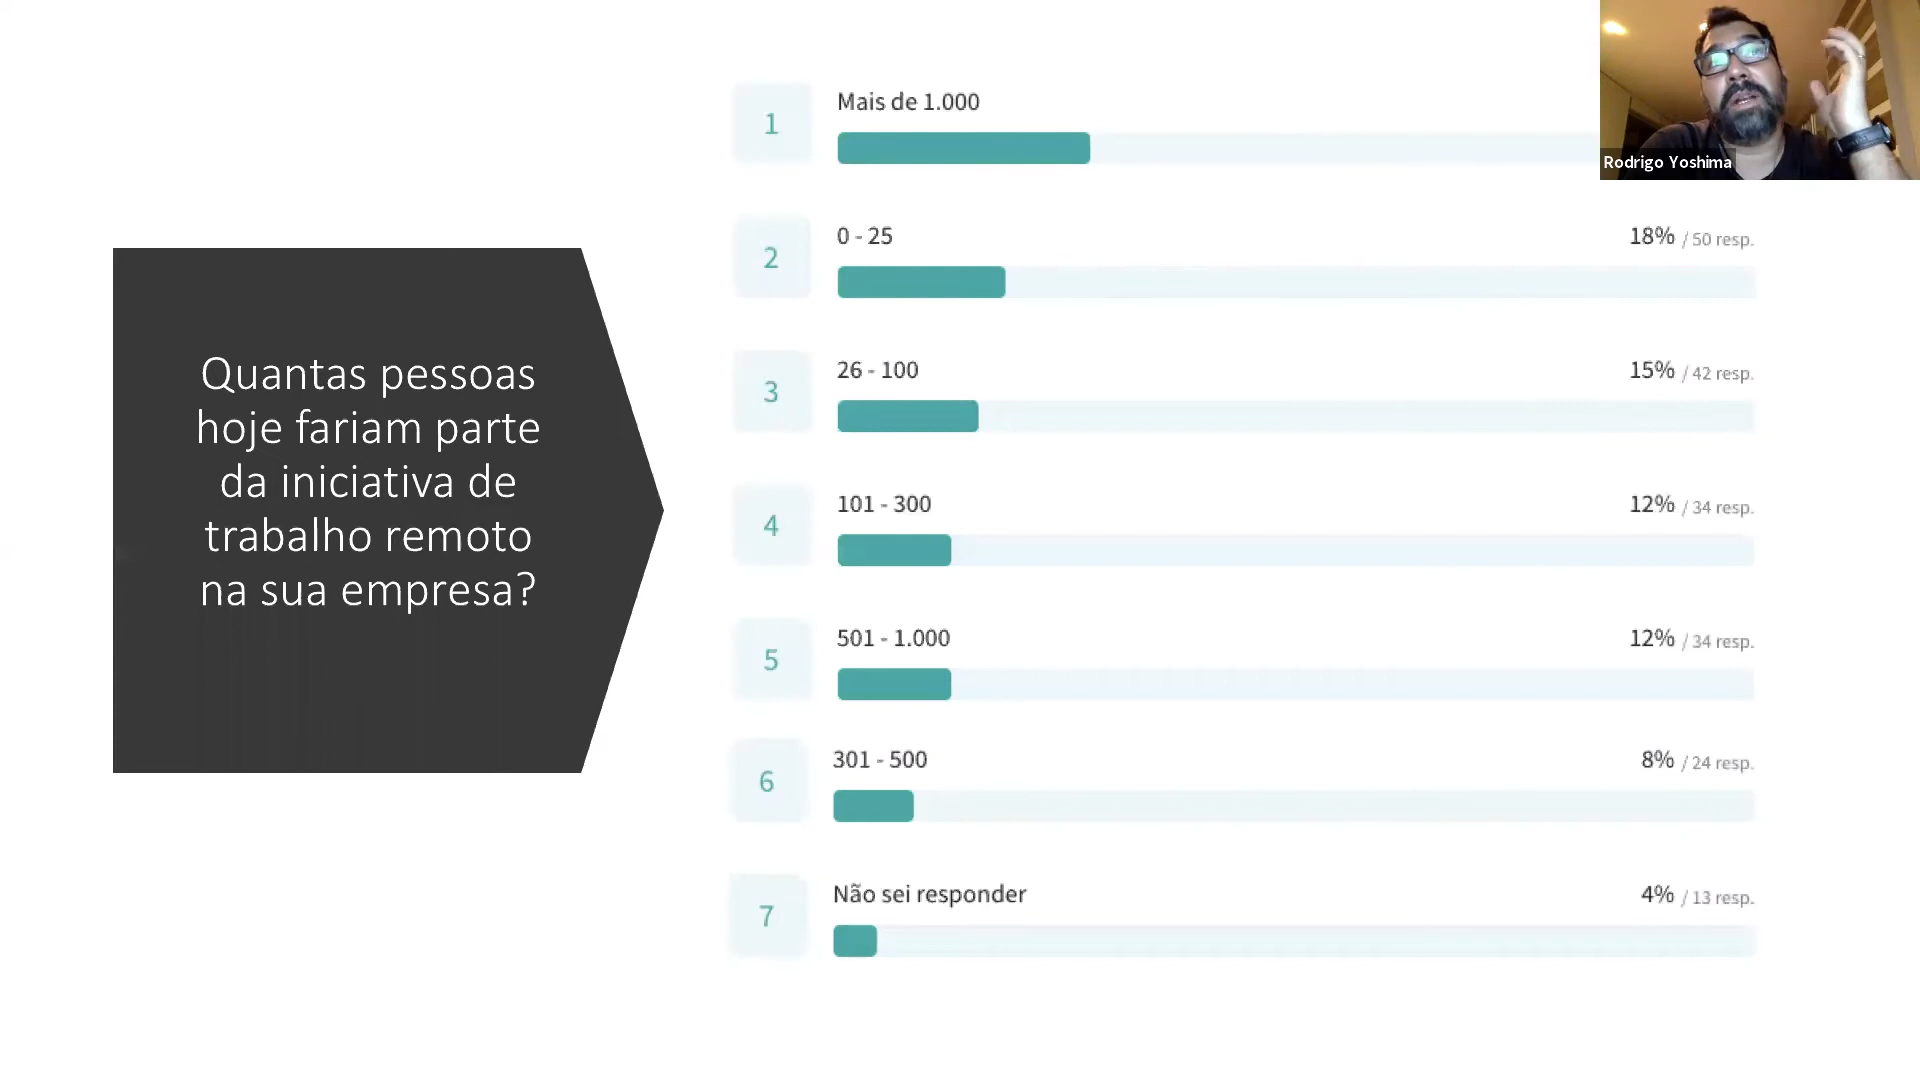 Quantas pessoas
hoje fariam parte
da iniciativa de
trabalho remoto
na sua empresa?
1
Mais de 1.000
Rodrigo Yoshima
2
0 - 25
18% / 50 resp.
3
26 - 100
15% / 42 resp.
4
101 - 300
12% / 34 resp.
5
501 - 1.000
12% / 34 resp.
6
301 - 500
8% / 24 resp.
7
Não sei responder
4% / 13 resp.